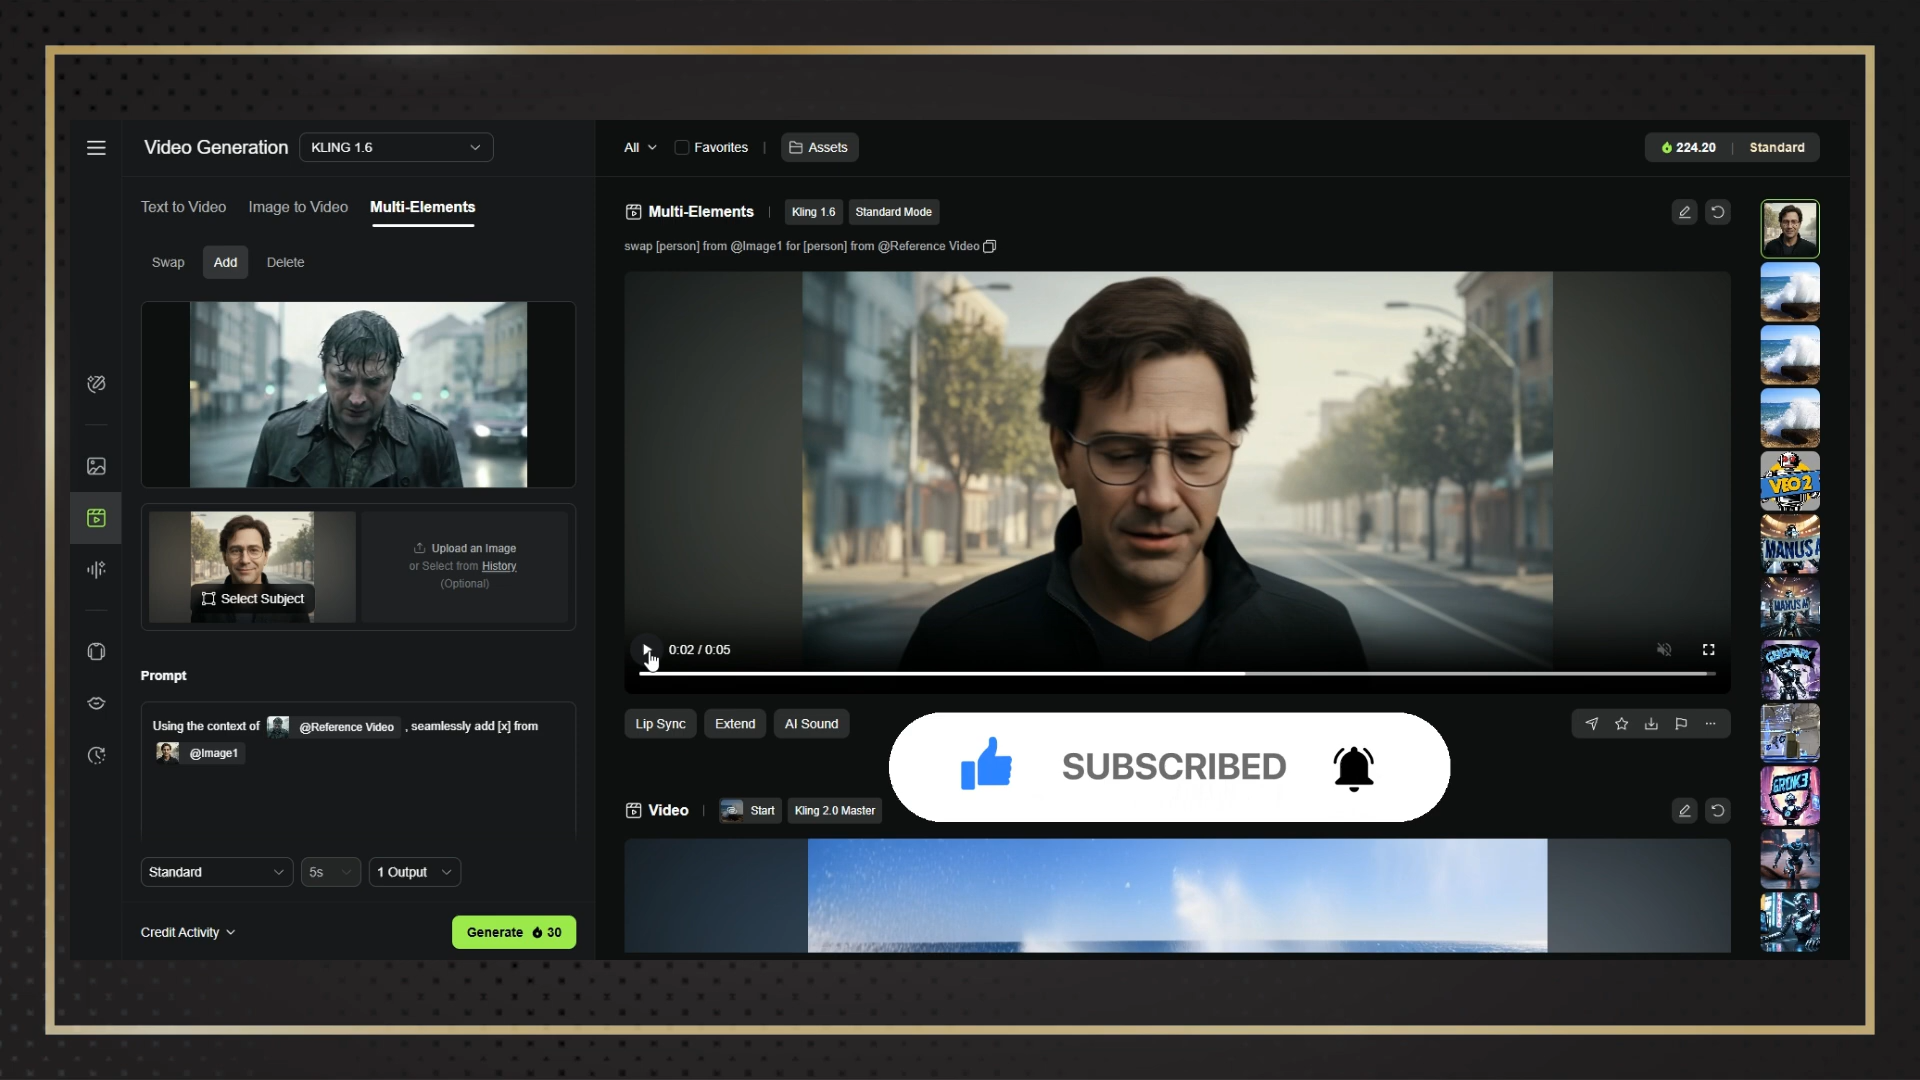 Video Generation
KLING 1.6
All
Favorites
Assets
224.20
Standard
Text to Video
Image to Video
Multi-Elements
Swap
Add
Delete
Upload an Image
or Select from History
(Optional)
Select Subject
Prompt
Using the context of @Reference Video , seamlessly add [x] from
@Image1
Standard
5s
1 Output
Credit Activity
Generate 30
Multi-Elements
Kling 1.6
Standard Mode
swap [person] from @Image1 for [person] from @Reference Video
0:02 / 0:05
Lip Sync
Extend
AI Sound
SUBSCRIBED
Video
Start
Kling 2.0 Master
VEO 2
MANUS A
MANUS A
GENSPARK
GROK3